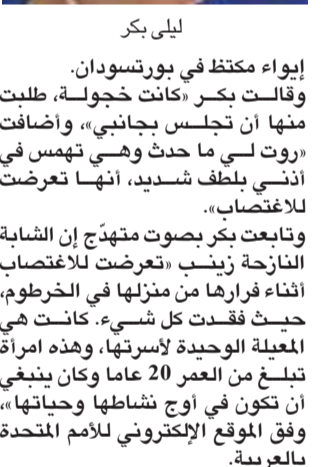 ليلى بكر
إيواء مكتظ في بورتسودان.
وقالت بكر «كانت خجولة، طلبت
منها أن تجلس بجانبي»، وأضافت
«روت لي ما حدث وهي تهمس في
أذني بلطف شديد، أنها تعرضت
للاغتصاب».
وتابعت بكر بصوت متهدّج إن الشابة
النازحة زينب «تعرضت للاغتصاب
أثناء فرارها من منزلها في الخرطوم،
حيث فقدت كل شيء. كانت هي
المعيلة الوحيدة لأسرتها، وهذه امرأة
تبلغ من العمر 20 عاما وكان ينبغي
أن تكون في أوج نشاطها وحياتها»،
وفق الموقع الإلكتروني للأمم المتحدة
بالعربية.